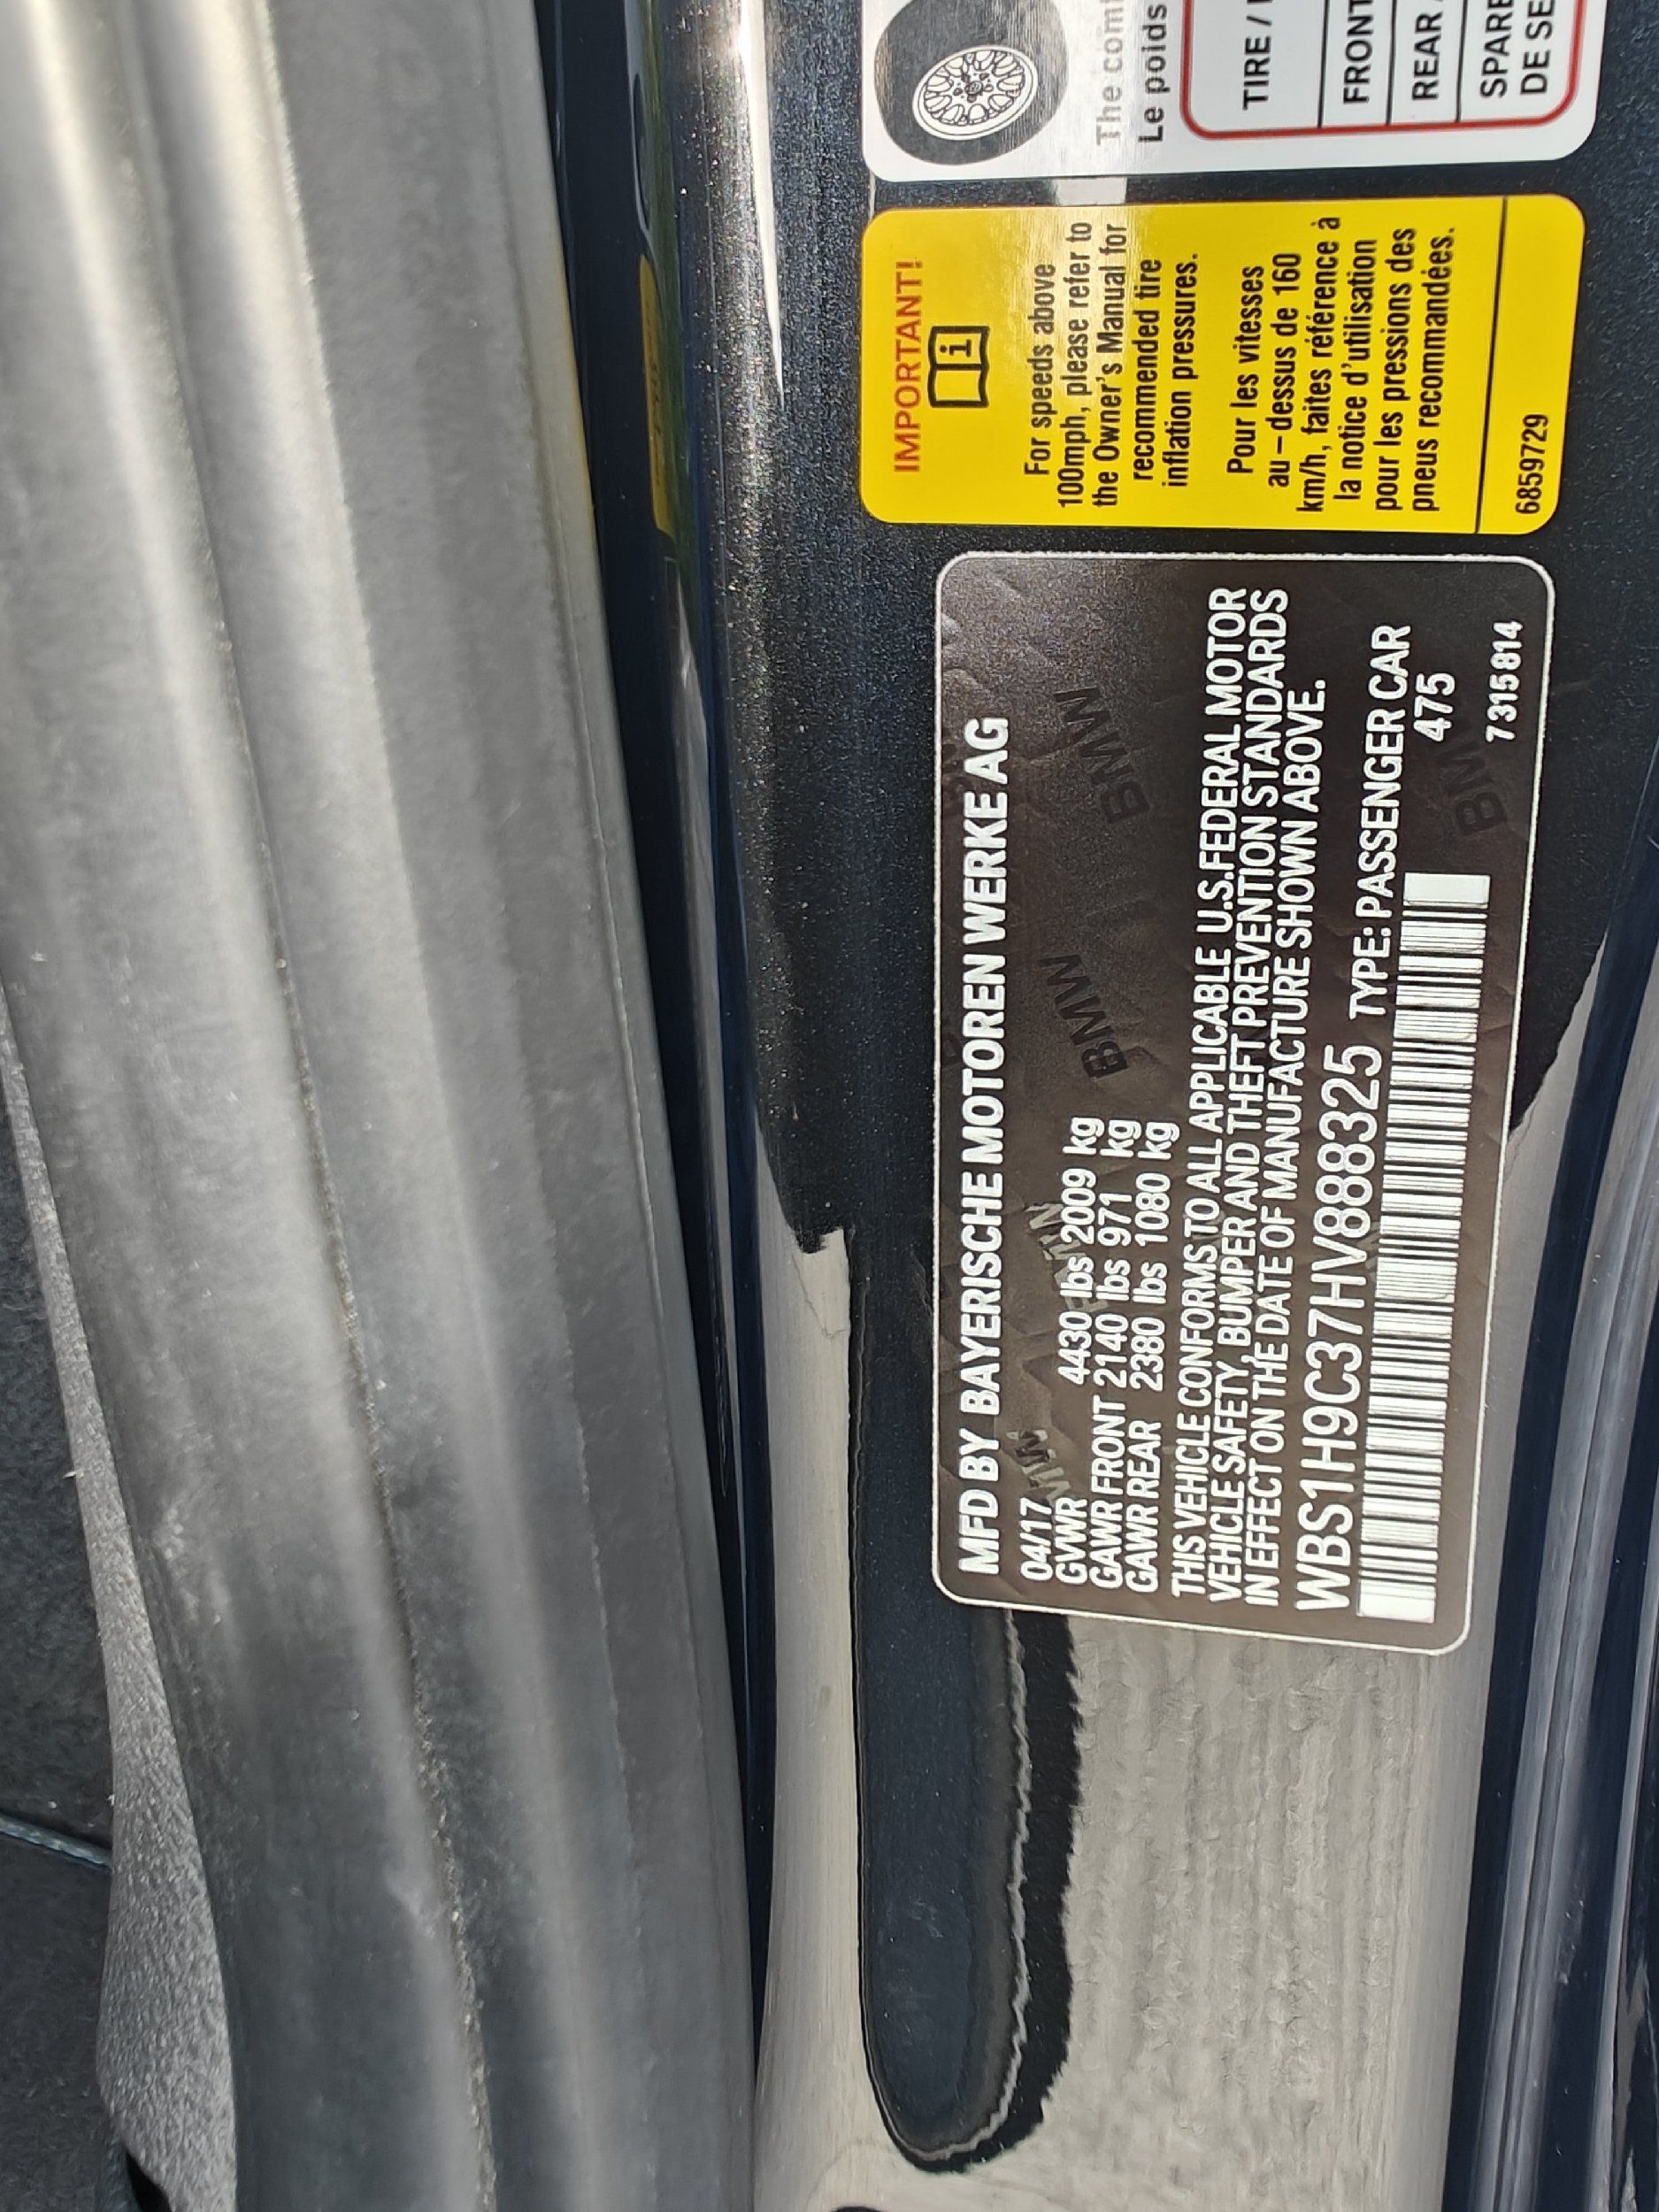 MFD BY BAYERISCHE MOTOREN WERKE AG
04/17
GVWR 4430 lbs 2009 kg
GAWR FRONT 2140 lbs 971 kg
GAWR REAR 2380 lbs 1080 kg
THIS VEHICLE CONFORMS TO ALL APPLICABLE U.S.FEDERAL MOTOR
VEHICLE SAFETY, BUMPER AND THEFT PREVENTION STANDARDS
IN EFFECT ON THE DATE OF MANUFACTURE SHOWN ABOVE.
WBS1H9C37HV888325 TYPE: PASSENGER CAR
475
7315814
BMW
BMW
BMW
IMPORTANT!
i
For speeds above
100mph, please refer to
the Owner's Manual for
recommended tire
inflation pressures.
Pour les vitesses
au-dessus de 160
km/h, faites référence à
la notice d'utilisation
pour les pressions des
pneus recommandées.
6859729
The
Le poids
TIRE /
FRONT
REAR
SPARE
DE